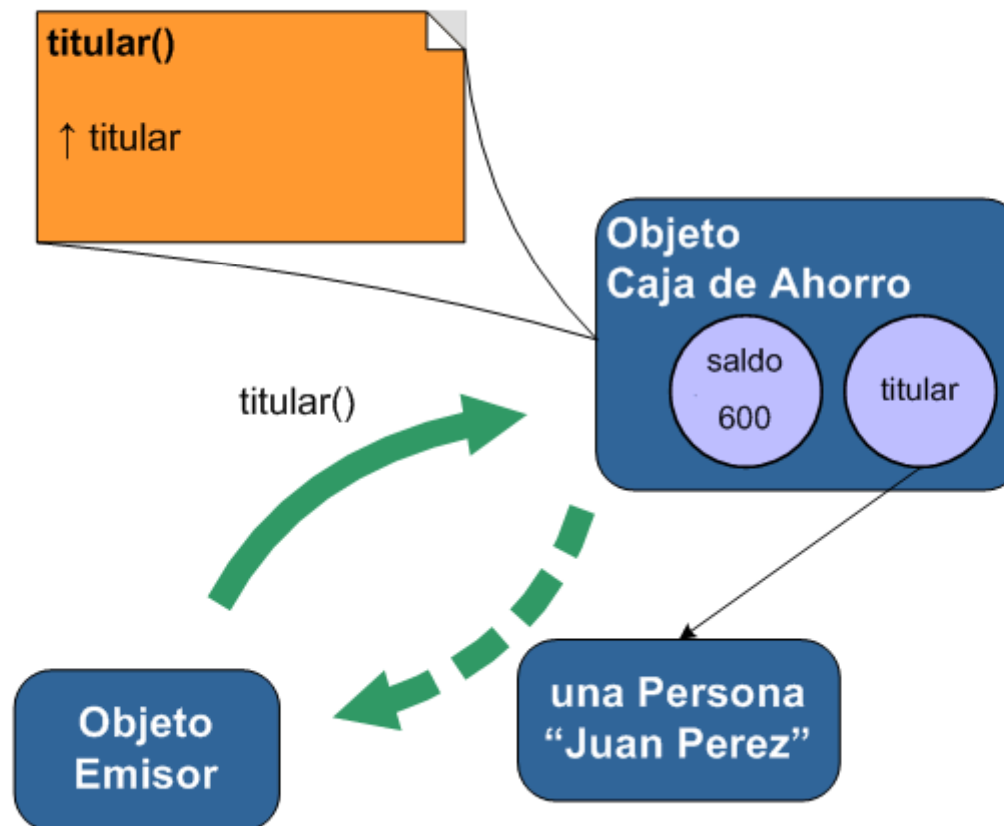 titular()
↑ titular
Objeto
Caja de Ahorro
saldo
600
titular
titular()
Objeto
Emisor
una Persona
“Juan Perez”